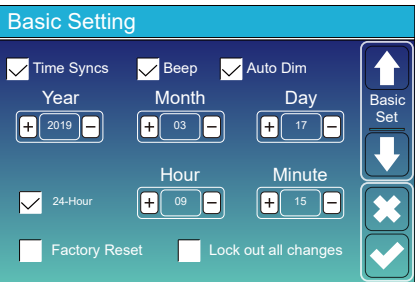 Basic Setting
Time Syncs Beep Auto Dim
Year Month Day
+ 2019 − + 03 − + 17 −
Basic
Set
Hour Minute
24-Hour + 09 − + 15 −
Factory Reset Lock out all changes